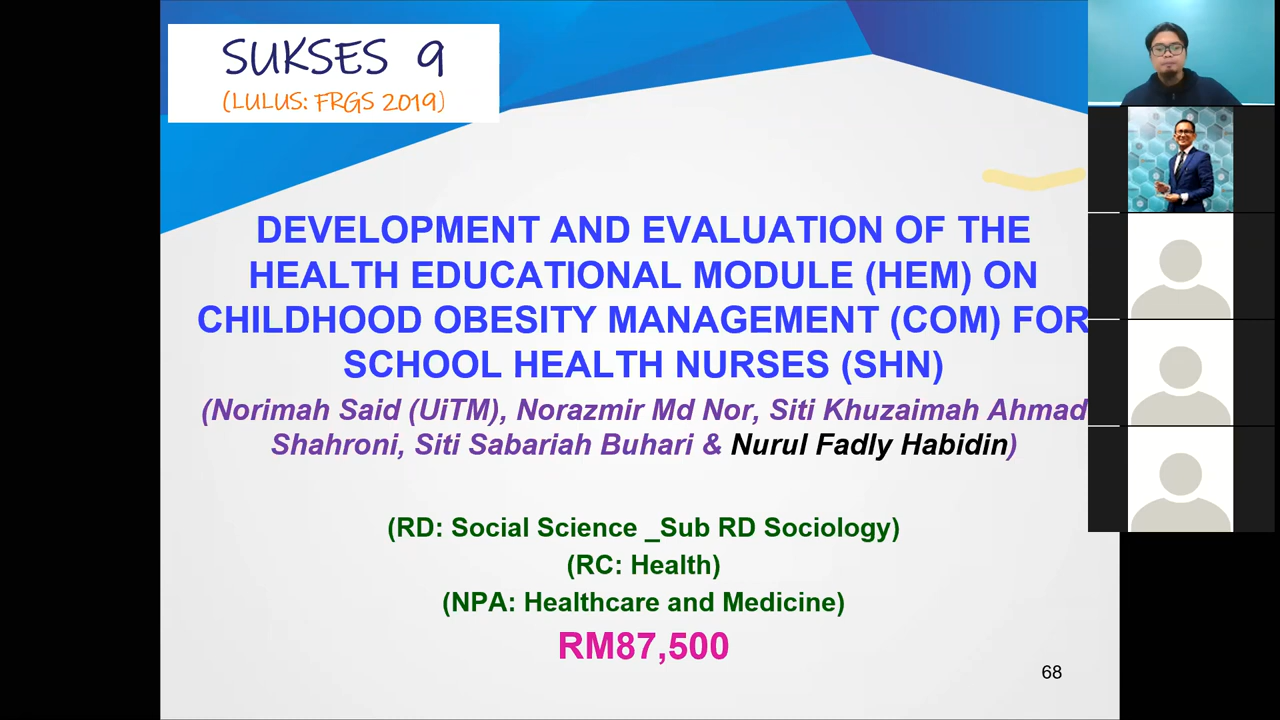 SUKSES 9
(LULUS: FRGS 2019)
DEVELOPMENT AND EVALUATION OF THE
HEALTH EDUCATIONAL MODULE (HEM) ON
CHILDHOOD OBESITY MANAGEMENT (COM) FOR
SCHOOL HEALTH NURSES (SHN)
(Norimah Said (UiTM), Norazmir Md Nor, Siti Khuzaimah Ahmad
Shahroni, Siti Sabariah Buhari & Nurul Fadly Habidin)
(RD: Social Science _Sub RD Sociology)
(RC: Health)
(NPA: Healthcare and Medicine)
RM87,500
68